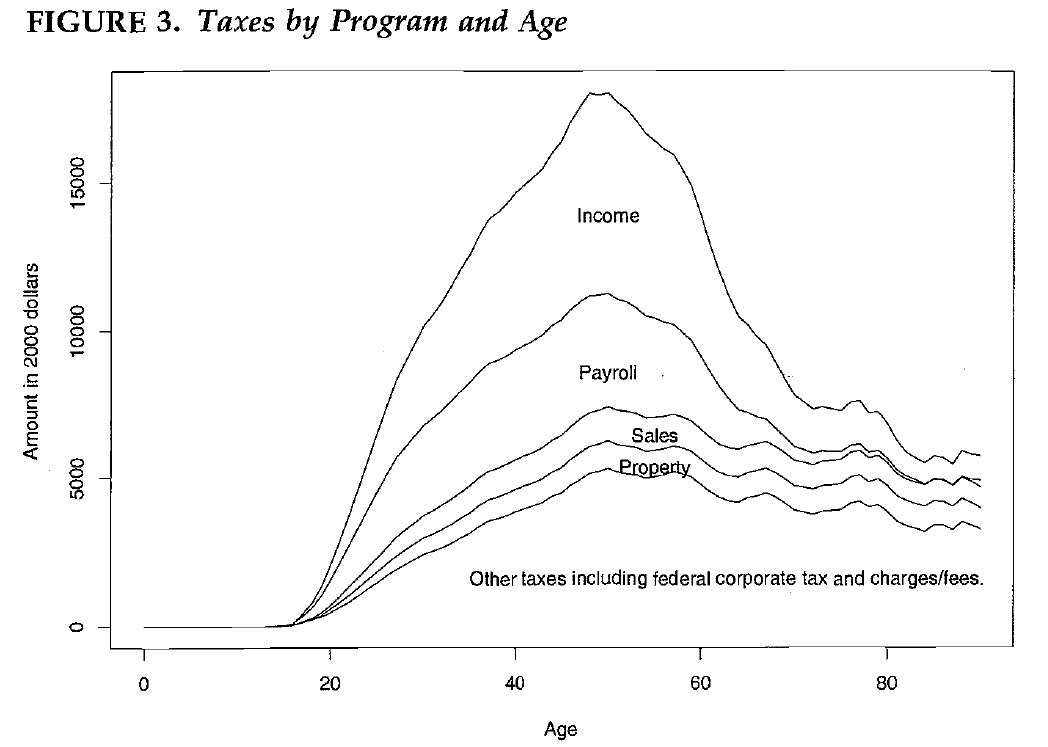 FIGURE 3. Taxes by Program and Age
15000
10000
5000
0
Amount in 2000 dollars
Income
Payroll
Sales
Property
Other taxes including federal corporate tax and charges/fees.
0 20 40 60 80
Age